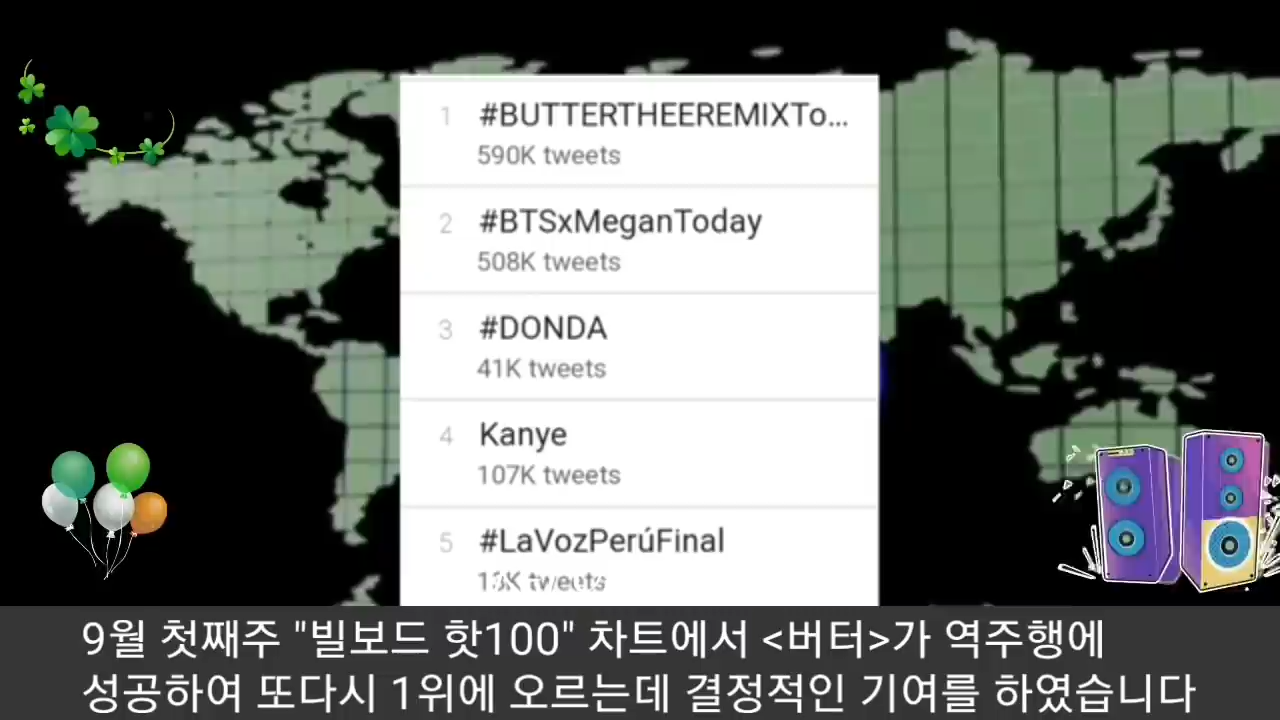 1 #BUTTERTHEEREMIXTo...
590K tweets
2 #BTSxMeganToday
508K tweets
3 #DONDA
41K tweets
4 Kanye
107K tweets
5 #LaVozPerúFinal
tweets
9월 첫째주 "빌보드 핫100" 차트에서 <버터>가 역주행에
성공하여 또다시 1위에 오르는데 결정적인 기여를 하였습니다